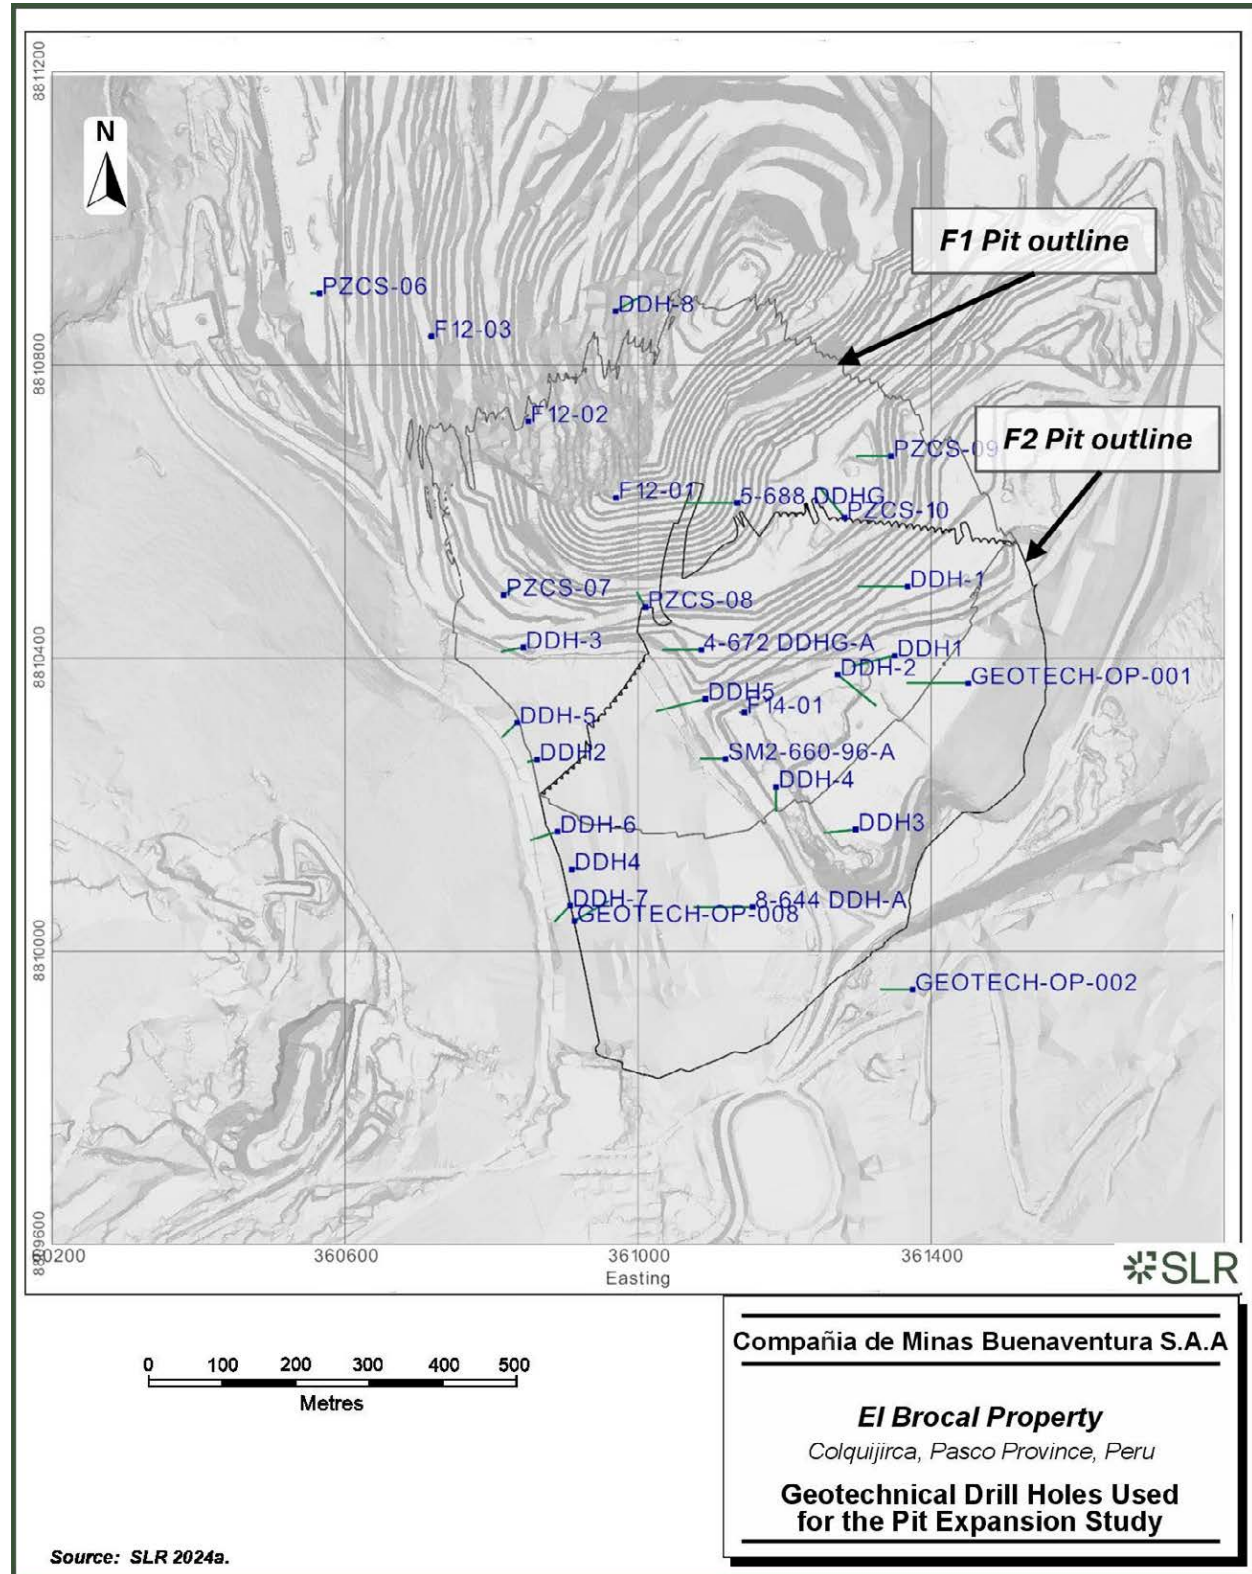 8811200
N
F1 Pit outline
PZCS-06
DDH-8
F12-03
8810800
F12-02
F2 Pit outline
PZCS-09
F12-01
5-688 DDHG
PZCS-10
DDH-1
PZCS-07
PZCS-08
DDH-3
4-672 DDHG-A
DDH1
8810400
DDH-2
GEOTECH-OP-001
DDH5
F14-01
DDH-5
DDH2
SM2-660-96-A
DDH-4
DDH-6
DDH3
DDH4
DDH-7
8-644 DDH-A
GEOTECH-OP-008
8810000
GEOTECH-OP-002
8809600
360200
360600
361000
361400
Easting
SLR
Compañia de Minas Buenaventura S.A.A
0 100 200 300 400 500
Metres
El Brocal Property
Colquijirca, Pasco Province, Peru
Geotechnical Drill Holes Used
for the Pit Expansion Study
Source: SLR 2024a.